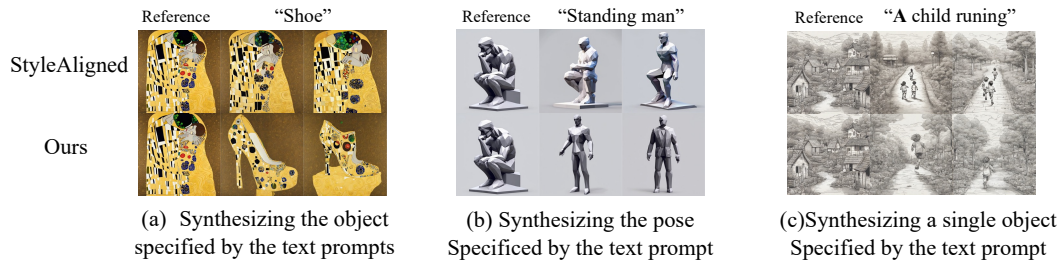 Reference “Shoe” Reference “Standing man” Reference “A child runing”
StyleAligned
Ours
(a) Synthesizing the object
specified by the text prompts
(b) Synthesizing the pose
Specificed by the text prompt
(c)Synthesizing a single object
Specified by the text prompt